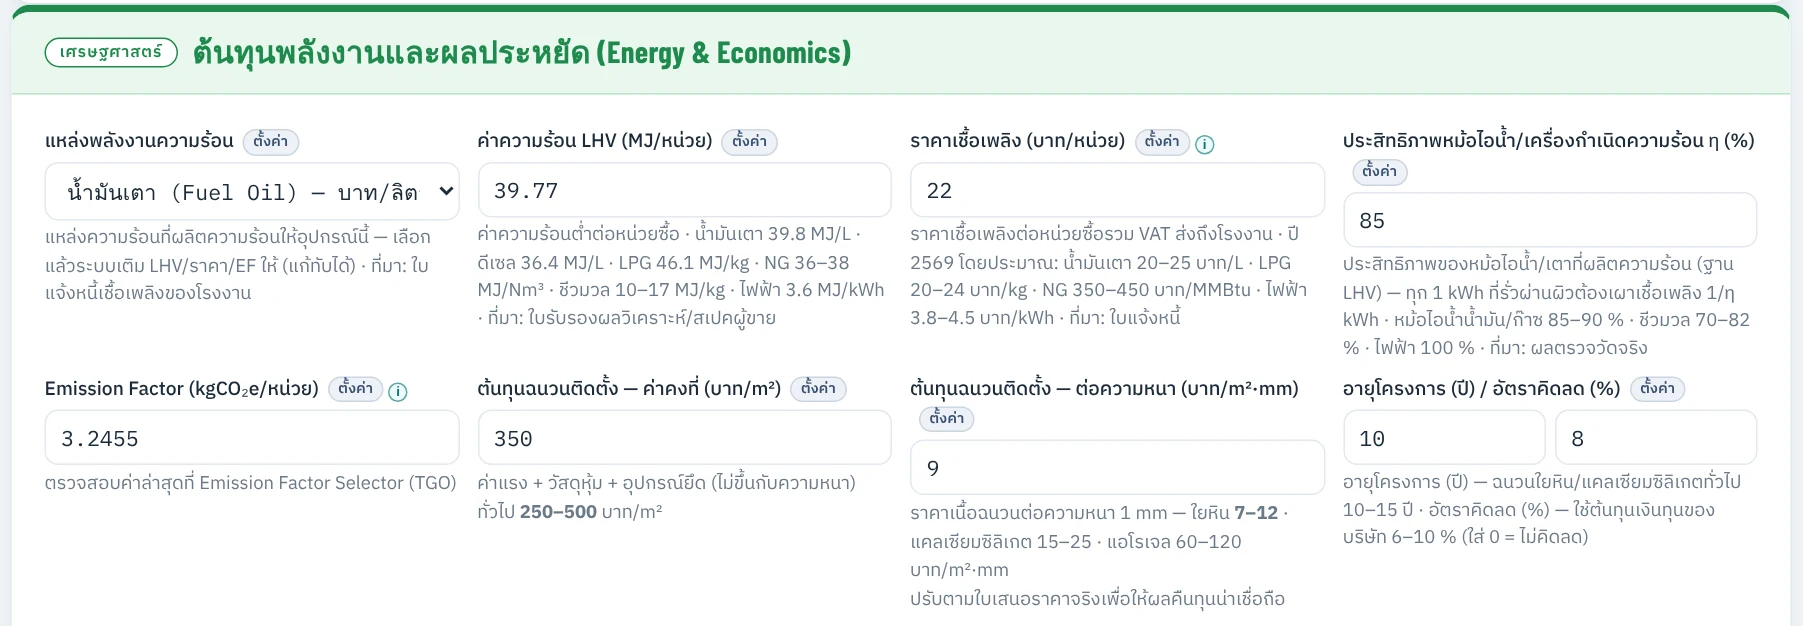 เศรษฐศาสตร์ ต้นทุนพลังงานและผลประหยัด (Energy & Economics)
แหล่งพลังงานความร้อน ตั้งค่า
น้ำมันเตา (Fuel Oil) — บาท/ลิต
แหล่งความร้อนที่ผลิตความร้อนให้อุปกรณ์นี้ — เลือก
แล้วระบบเติม LHV/ราคา/EF ให้ (แก้ทับได้) · ที่มา: ใบ
แจ้งหนี้เชื้อเพลิงของโรงงาน
ค่าความร้อน LHV (MJ/หน่วย) ตั้งค่า
39.77
ค่าความร้อนต่ำต่อหน่วยซื้อ · น้ำมันเตา 39.8 MJ/L ·
ดีเซล 36.4 MJ/L · LPG 46.1 MJ/kg · NG 36–38
MJ/Nm³ · ชีวมวล 10–17 MJ/kg · ไฟฟ้า 3.6 MJ/kWh
· ที่มา: ใบรับรองผลวิเคราะห์/สเปคผู้ขาย
ราคาเชื้อเพลิง (บาท/หน่วย) ตั้งค่า i
22
ราคาเชื้อเพลิงต่อหน่วยซื้อรวม VAT ส่งถึงโรงงาน · ปี
2569 โดยประมาณ: น้ำมันเตา 20–25 บาท/L · LPG
20–24 บาท/kg · NG 350–450 บาท/MMBtu · ไฟฟ้า
3.8–4.5 บาท/kWh · ที่มา: ใบแจ้งหนี้
ประสิทธิภาพหม้อไอน้ำ/เครื่องกำเนิดความร้อน η (%)
ตั้งค่า
85
ประสิทธิภาพของหม้อไอน้ำ/เตาที่ผลิตความร้อน (ฐาน
LHV) — ทุก 1 kWh ที่รั่วผ่านผิวต้องเผาเชื้อเพลิง 1/η
kWh · หม้อไอน้ำน้ำมัน/ก๊าซ 85–90 % · ชีวมวล 70–82
% · ไฟฟ้า 100 % · ที่มา: ผลตรวจวัดจริง
Emission Factor (kgCO₂e/หน่วย) ตั้งค่า i
3.2455
ตรวจสอบค่าล่าสุดที่ Emission Factor Selector (TGO)
ต้นทุนฉนวนติดตั้ง — ค่าคงที่ (บาท/m²) ตั้งค่า
350
ค่าแรง + วัสดุหุ้ม + อุปกรณ์ยึด (ไม่ขึ้นกับความหนา)
ทั่วไป 250–500 บาท/m²
ต้นทุนฉนวนติดตั้ง — ต่อความหนา (บาท/m²·mm)
ตั้งค่า
9
ราคาเนื้อฉนวนต่อความหนา 1 mm — ใยหิน 7–12 ·
แคลเซียมซิลิเกต 15–25 · แอโรเจล 60–120
บาท/m²·mm
ปรับตามใบเสนอราคาจริงเพื่อให้ผลคืนทุนน่าเชื่อถือ
อายุโครงการ (ปี) / อัตราคิดลด (%) ตั้งค่า
10 8
อายุโครงการ (ปี) — ฉนวนใยหิน/แคลเซียมซิลิเกตทั่วไป
10–15 ปี · อัตราคิดลด (%) — ใช้ต้นทุนเงินทุนของ
บริษัท 6–10 % (ใส่ 0 = ไม่คิดลด)